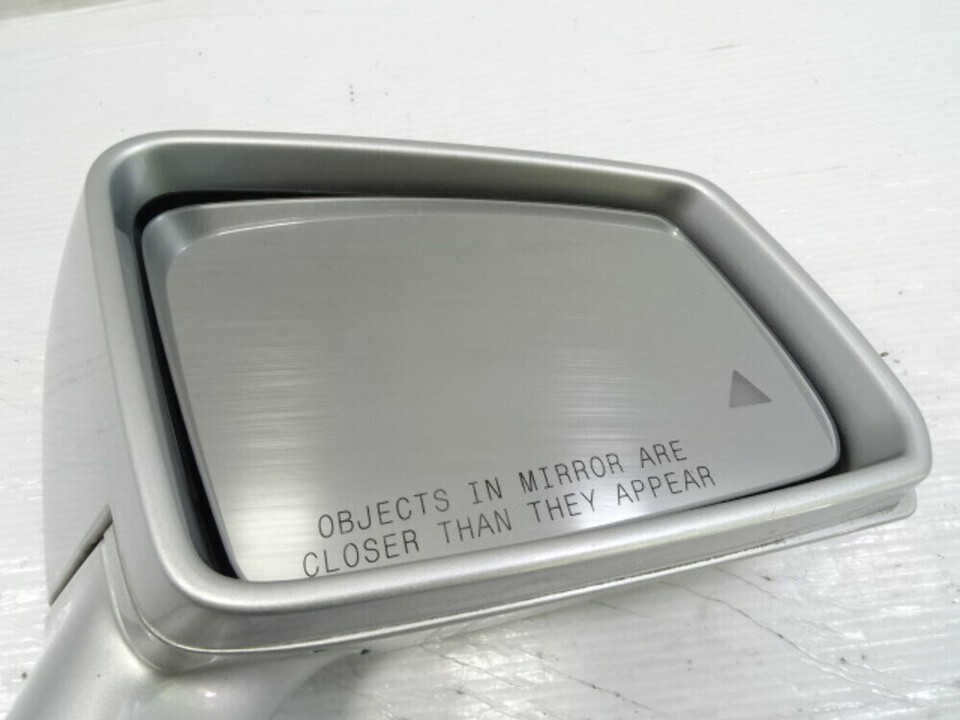 OBJECTS IN MIRROR ARE
CLOSER THAN THEY APPEAR